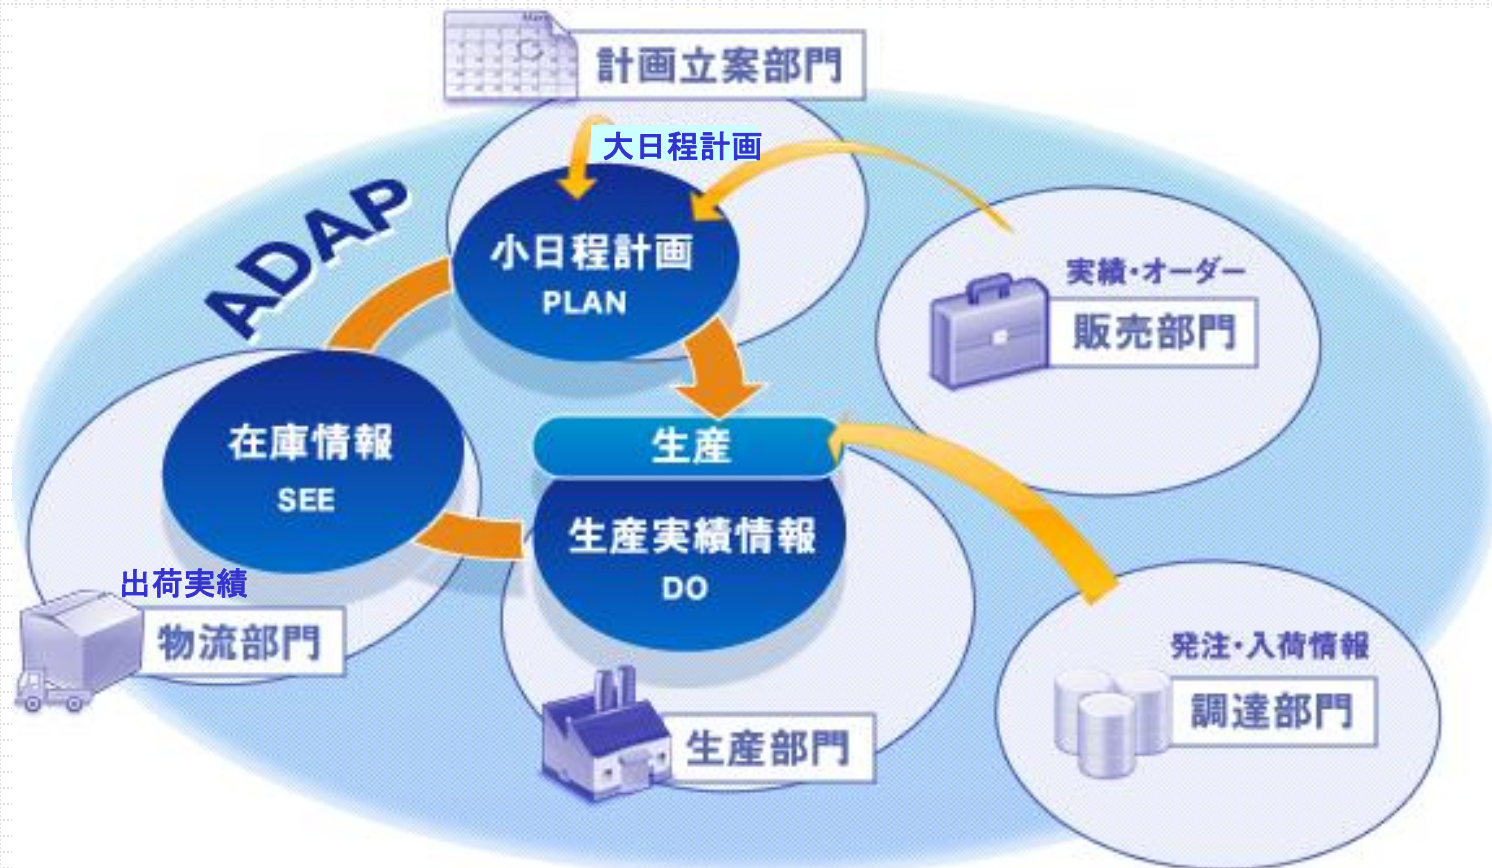 計画立案部門
大日程計画
ADAP
小日程計画
PLAN
実績・オーダー
販売部門
在庫情報
SEE
生産
生産実績情報
DO
出荷実績
物流部門
発注・入荷情報
調達部門
生産部門